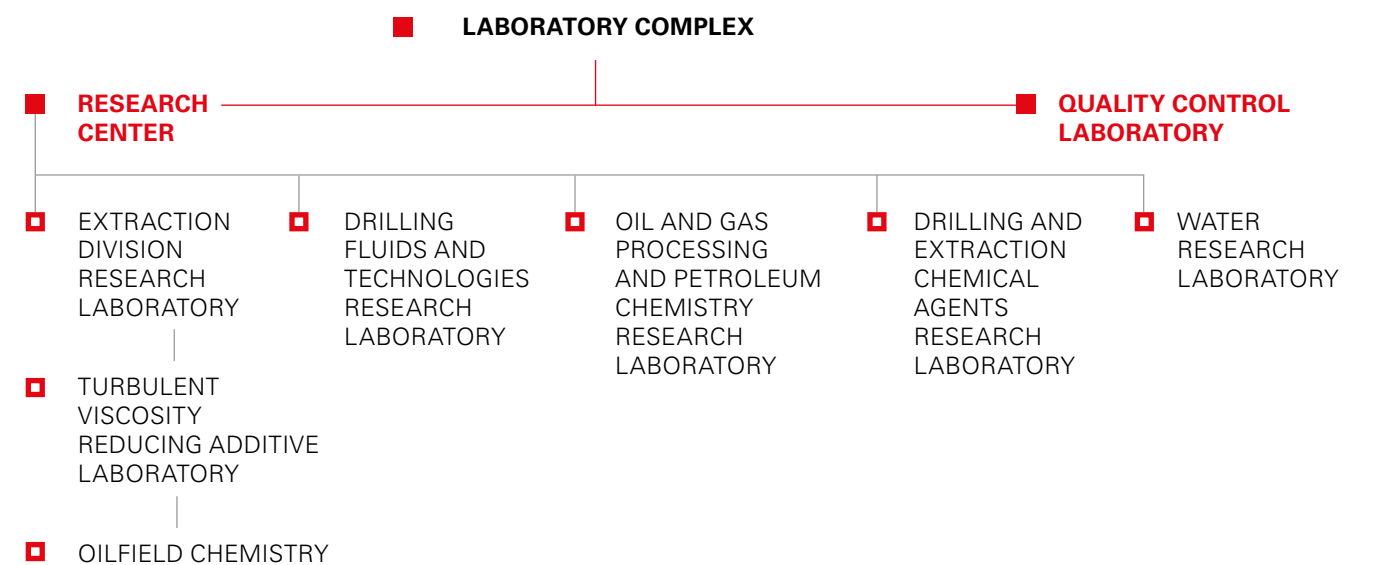 LABORATORY COMPLEX
RESEARCH
CENTER
QUALITY CONTROL
LABORATORY
EXTRACTION
DIVISION
RESEARCH
LABORATORY
DRILLING
FLUIDS AND
TECHNOLOGIES
RESEARCH
LABORATORY
OIL AND GAS
PROCESSING
AND PETROLEUM
CHEMISTRY
RESEARCH
LABORATORY
DRILLING AND
EXTRACTION
CHEMICAL
AGENTS
RESEARCH
LABORATORY
WATER
RESEARCH
LABORATORY
TURBULENT
VISCOSITY
REDUCING ADDITIVE
LABORATORY
OILFIELD CHEMISTRY